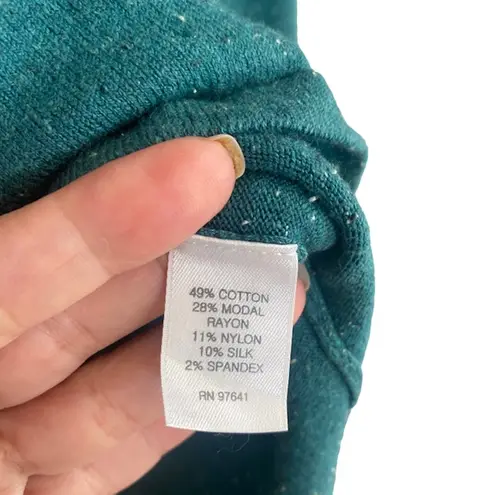 49% COTTON
28% MODAL
RAYON
11% NYLON
10% SILK
2% SPANDEX
RN 97641